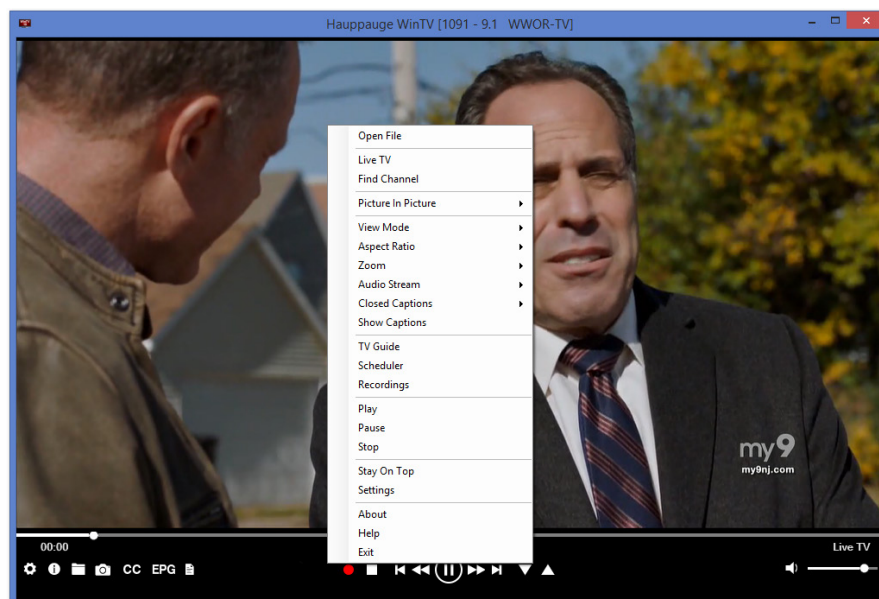 Hauppauge WinTV [1091 - 9.1 WWOR-TV]
Open File
Live TV
Find Channel
Picture In Picture
View Mode
Aspect Ratio
Zoom
Audio Stream
Closed Captions
Show Captions
TV Guide
Scheduler
Recordings
Play
Pause
Stop
Stay On Top
Settings
About
Help
Exit
my9
my9nj.com
00:00
Live TV
CC EPG